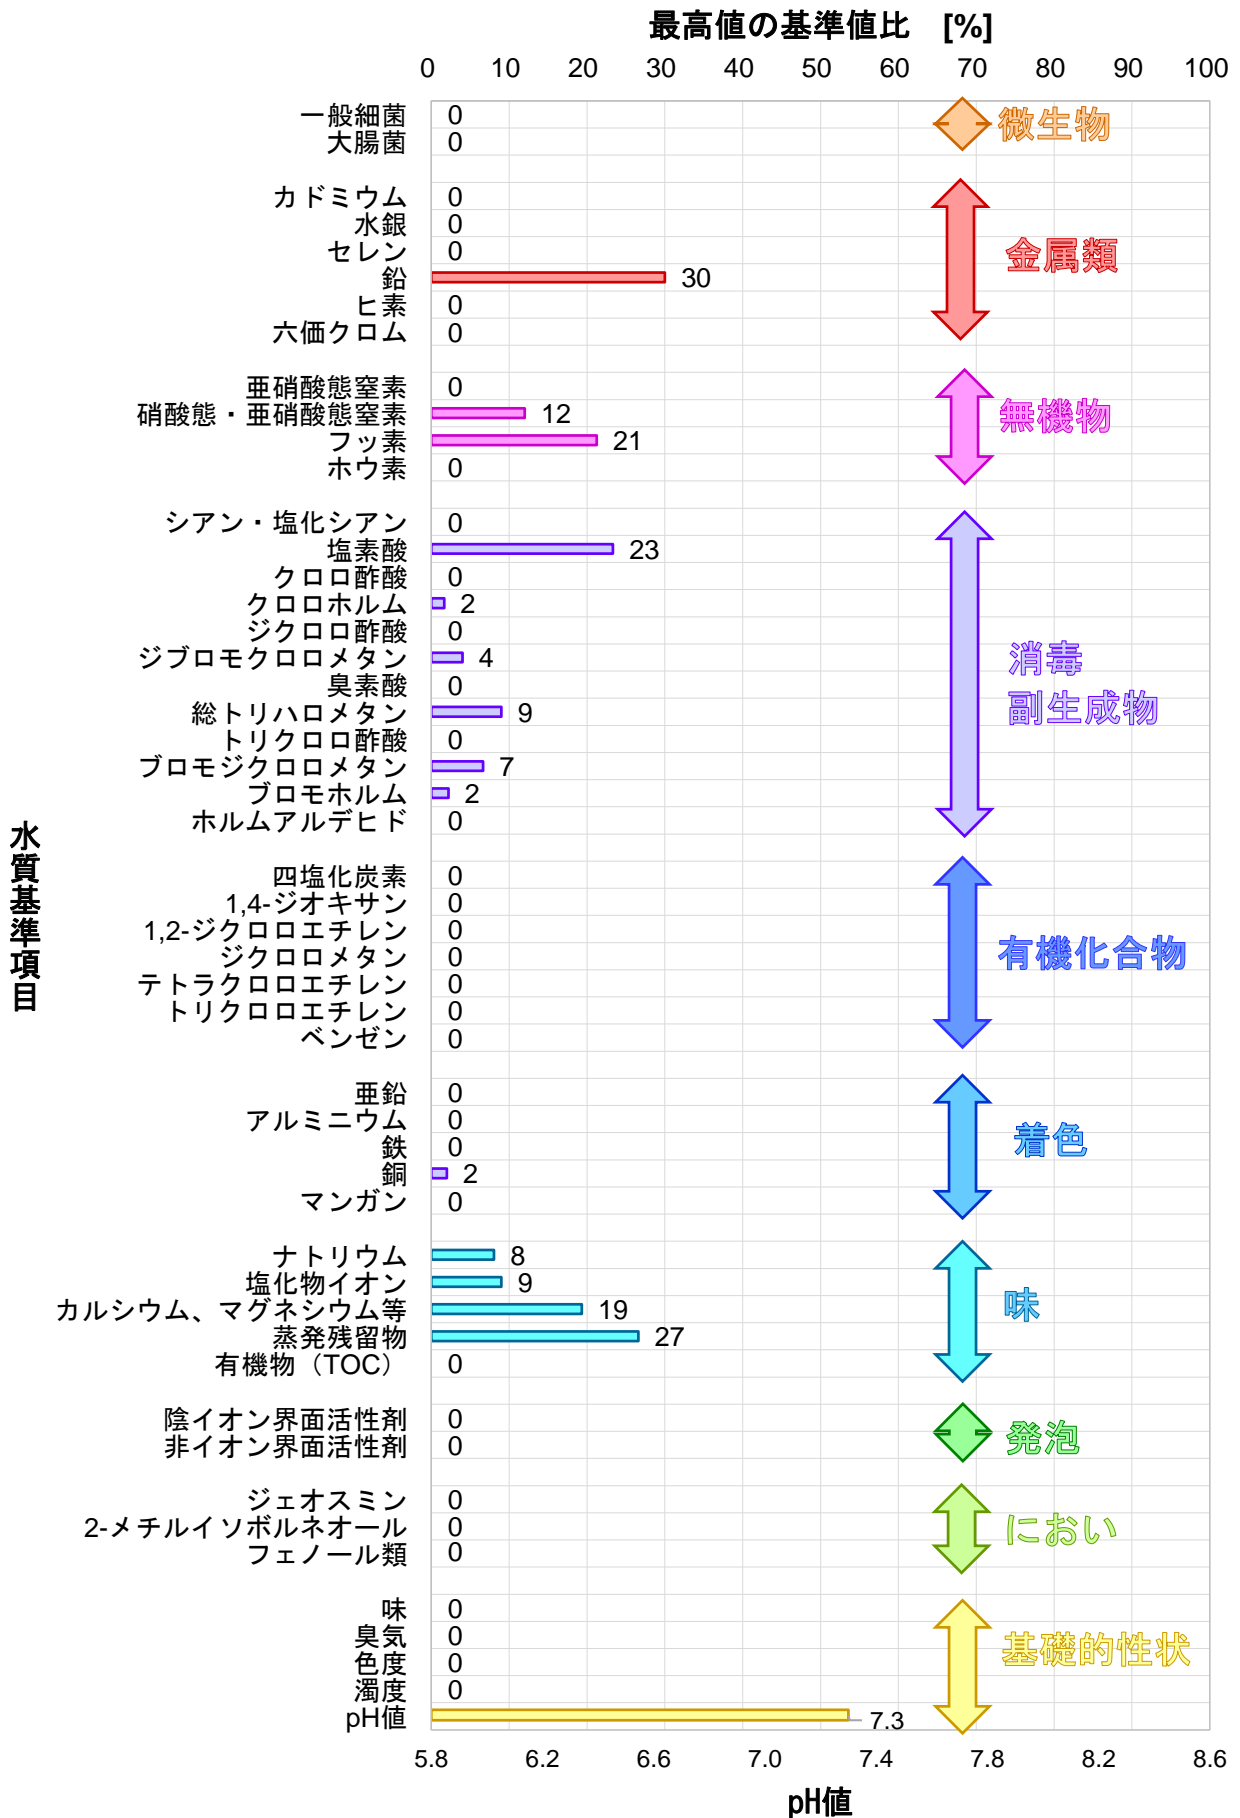 最高値の基準値比 [%]
0 10 20 30 40 50 60 70 80 90 100
一般細菌 0
大腸菌 0
微生物
カドミウム 0
水銀 0
セレン 0
鉛 30
ヒ素 0
六価クロム 0
金属類
亜硝酸態窒素 0
硝酸態・亜硝酸態窒素 12
フッ素 21
ホウ素 0
無機物
シアン・塩化シアン 0
塩素酸 23
クロロ酢酸 0
クロロホルム 2
ジクロロ酢酸 0
ジブロモクロロメタン 4
臭素酸 0
総トリハロメタン 9
トリクロロ酢酸 0
ブロモジクロロメタン 7
ブロモホルム 2
ホルムアルデヒド 0
消毒
副生成物
四塩化炭素 0
1,4-ジオキサン 0
1,2-ジクロロエチレン 0
ジクロロメタン 0
テトラクロロエチレン 0
トリクロロエチレン 0
ベンゼン 0
有機化合物
亜鉛 0
アルミニウム 0
鉄 0
銅 2
マンガン 0
着色
ナトリウム 8
塩化物イオン 9
カルシウム、マグネシウム等 19
蒸発残留物 27
有機物（TOC） 0
味
陰イオン界面活性剤 0
非イオン界面活性剤 0
発泡
ジェオスミン 0
2-メチルイソボルネオール 0
フェノール類 0
におい
味 0
臭気 0
色度 0
濁度 0
pH値 7.3
基礎的性状
5.8 6.2 6.6 7.0 7.4 7.8 8.2 8.6
pH値
水質基準項目